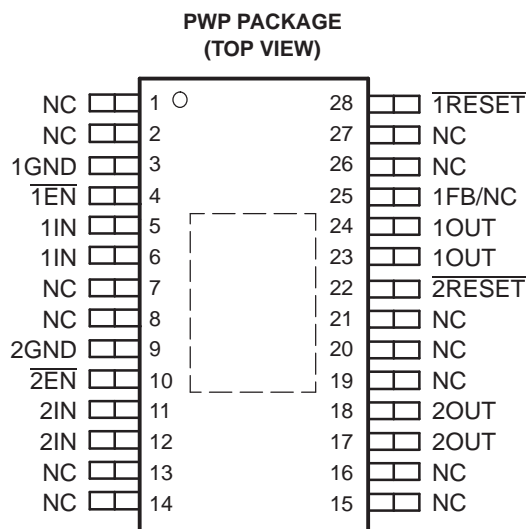 PWP PACKAGE
(TOP VIEW)
NC 1 28 1RESET
NC 2 27 NC
1GND 3 26 NC
1EN 4 25 1FB/NC
1IN 5 24 1OUT
1IN 6 23 1OUT
NC 7 22 2RESET
NC 8 21 NC
2GND 9 20 NC
2EN 10 19 NC
2IN 11 18 2OUT
2IN 12 17 2OUT
NC 13 16 NC
NC 14 15 NC